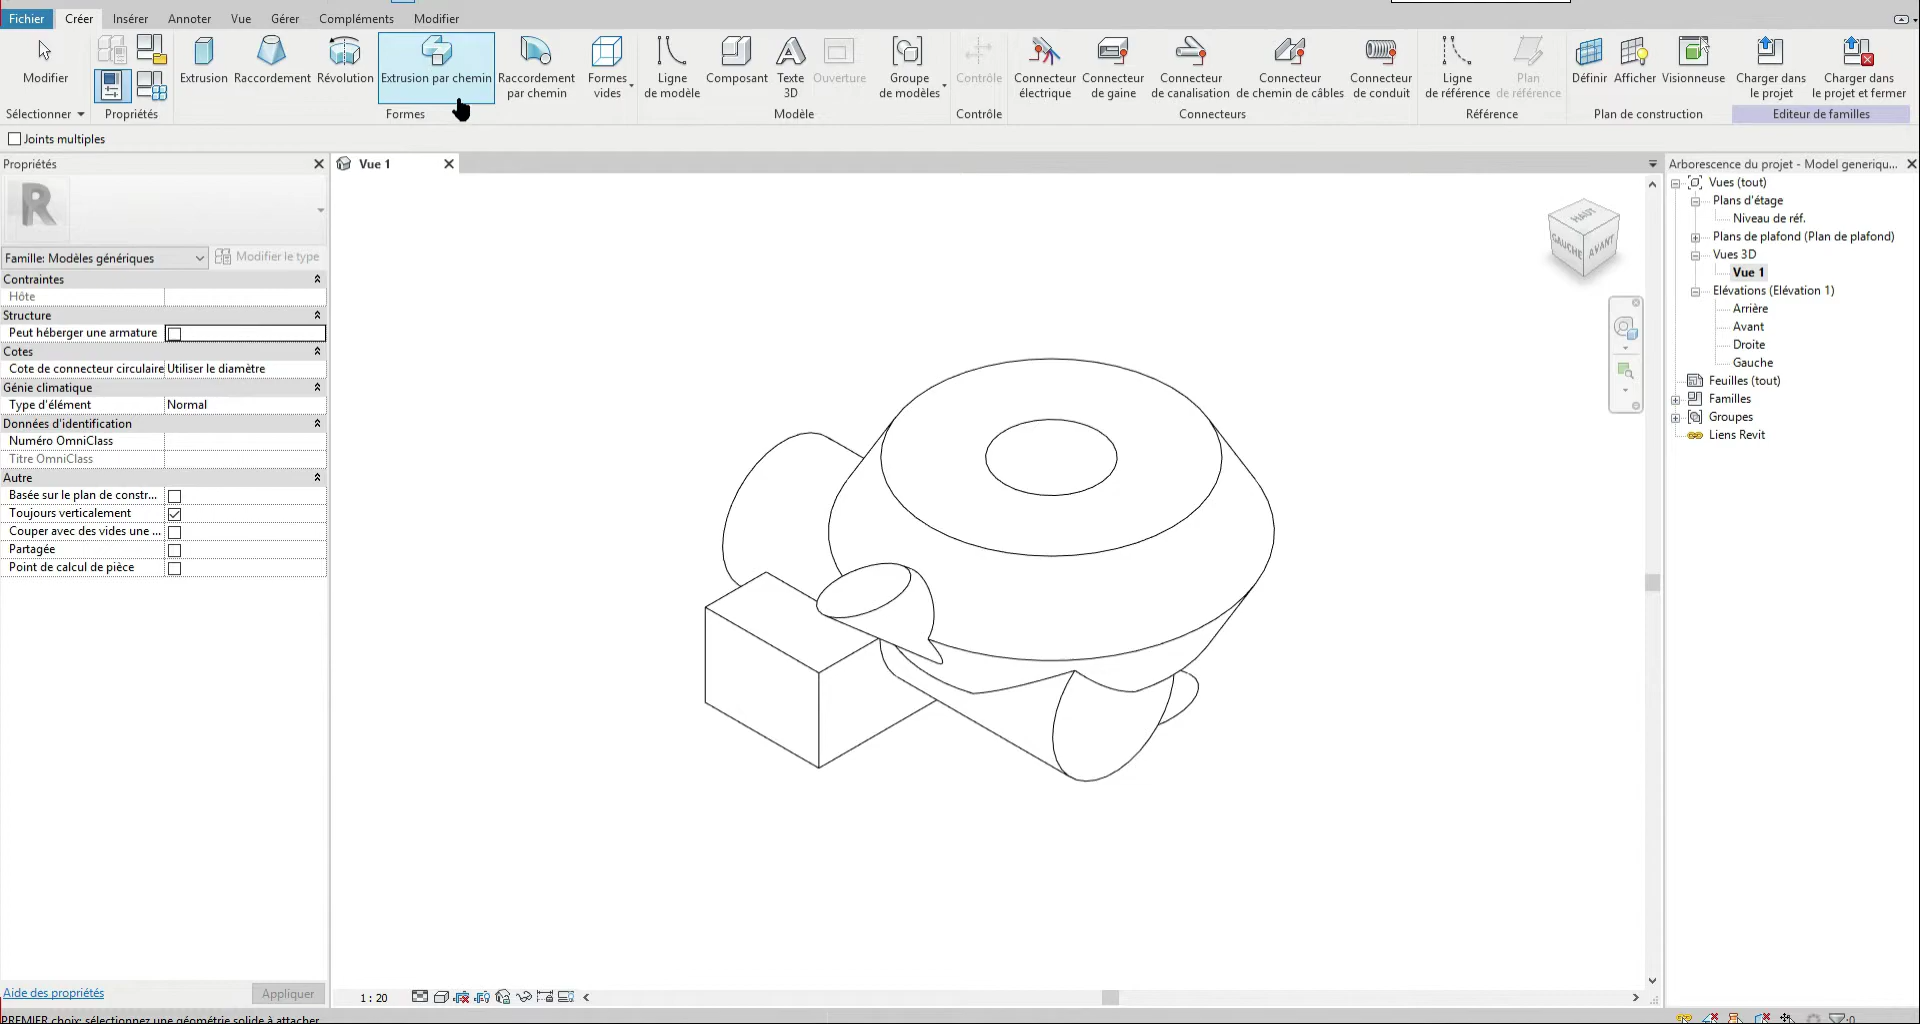 Fichier Créer Insérer Annoter Vue Gérer Compléments Modifier
Modifier Extrusion Raccordement Révolution Extrusion par chemin Raccordement par chemin Formes vides Ligne de modèle Composant Texte 3D Ouverture Groupe de modèles Contrôle Connecteur électrique Connecteur de gaine Connecteur de canalisation Connecteur de chemin de câbles Connecteur de conduit Ligne de référence Plan de référence Définir Afficher Visionneuse Charger dans le projet Charger dans le projet et fermer
Sélectionner Propriétés Formes Modèle Contrôle Connecteurs Référence Plan de construction Editeur de familles
Joints multiples
Propriétés
R
Famille: Modèles génériques Modifier le type
Contraintes
Hôte
Structure
Peut héberger une armature
Cotes
Cote de connecteur circulaire Utiliser le diamètre
Génie climatique
Type d'élément Normal
Données d'identification
Numéro OmniClass
Titre OmniClass
Autre
Basée sur le plan de constr...
Toujours verticalement
Couper avec des vides une ...
Partagée
Point de calcul de pièce
Aide des propriétés Appliquer
Vue 1
HAUT
GAUCHE AVANT
1 : 20
Arborescence du projet - Model generiqu...
Vues (tout)
Plans d'étage
Niveau de réf.
Plans de plafond (Plan de plafond)
Vues 3D
Vue 1
Elévations (Elévation 1)
Arrière
Avant
Droite
Gauche
Feuilles (tout)
Familles
Groupes
Liens Revit
PREMIER choix: sélectionnez une géométrie solide à attacher
:0